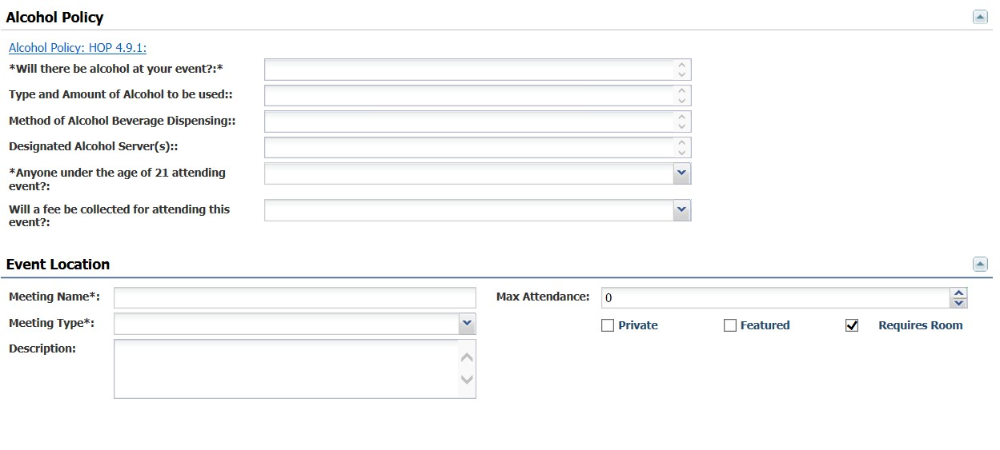 Alcohol Policy
Alcohol Policy: HOP 4.9.1:
*Will there be alcohol at your event?:*
Type and Amount of Alcohol to be used::
Method of Alcohol Beverage Dispensing::
Designated Alcohol Server(s)::
*Anyone under the age of 21 attending
event?:
Will a fee be collected for attending this
event?:
Event Location
Meeting Name*:
Max Attendance: 0
Meeting Type*:
Private Featured Requires Room
Description: